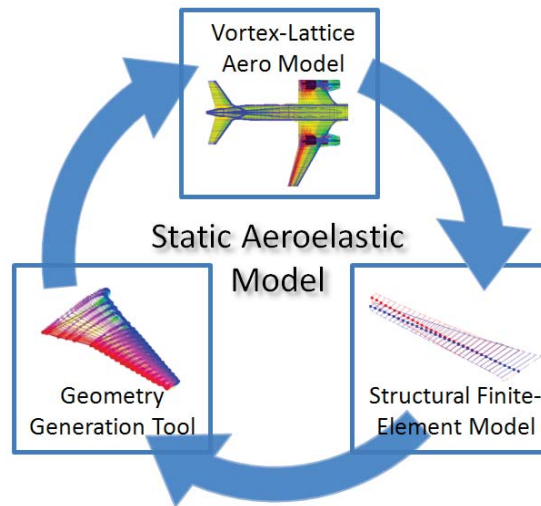 Vortex-Lattice
Aero Model
Static Aeroelastic
Model
Geometry
Generation Tool
Structural Finite-
Element Model